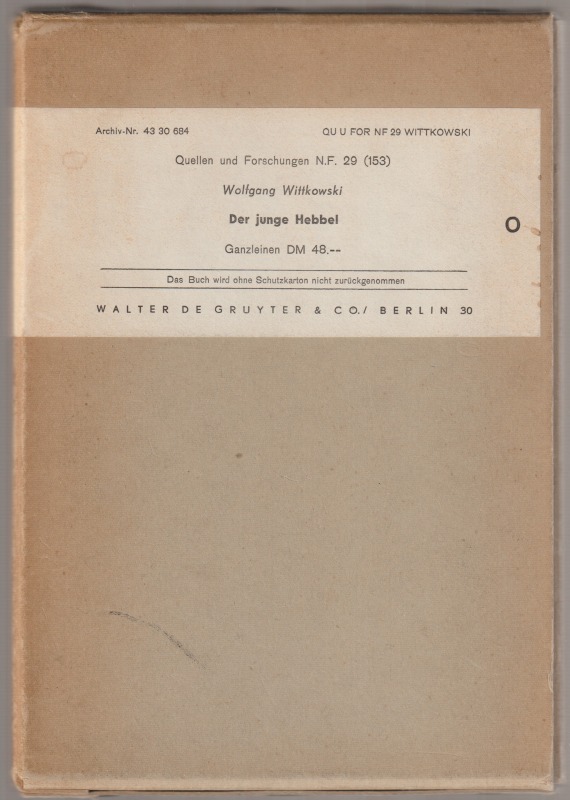 Archiv-Nr. 43 30 684 QU U FOR NF 29 WITTKOWSKI
Quellen und Forschungen N.F. 29 (153)
Wolfgang Wittkowski
Der junge Hebbel
O
Ganzleinen DM 48.--
Das Buch wird ohne Schutzkarton nicht zurückgenommen
WALTER DE GRUYTER & CO./ BERLIN 30